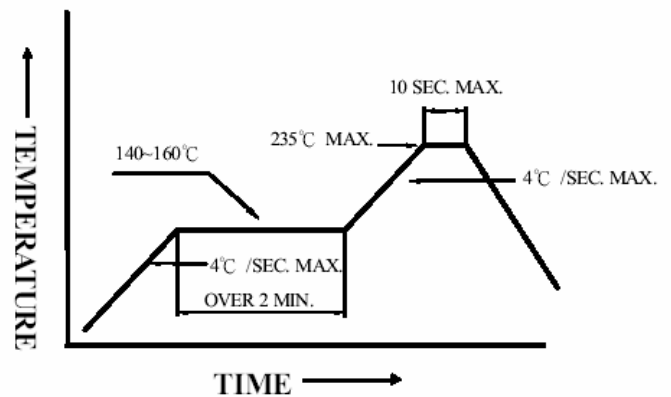 10 SEC. MAX.
235℃ MAX.
140~160℃
4℃ /SEC. MAX.
4℃ /SEC. MAX.
OVER 2 MIN.
TEMPERATURE
TIME